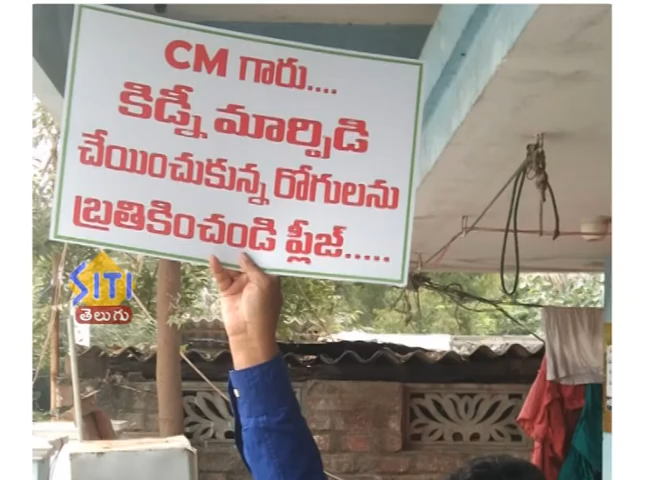 CM గారు....
కిడ్నీ మార్పిడి
చేయించుకున్న రోగులను
బ్రతికించండి ప్లీజ్.....
SITI
తెలుగు